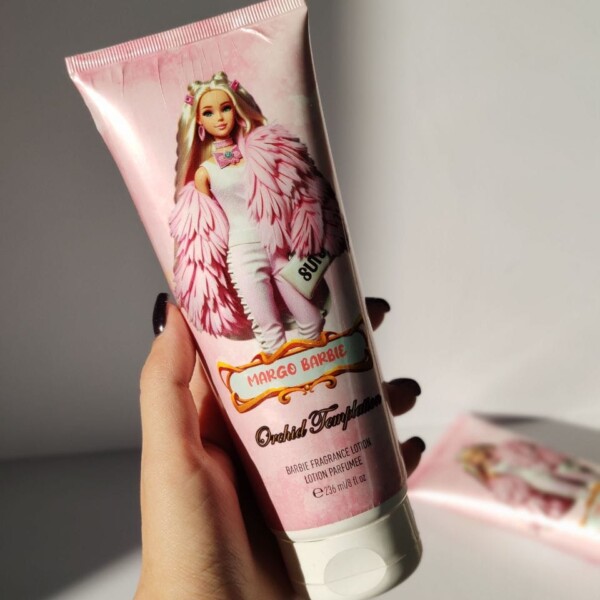 MARGO BARBIE
Orchid Temptation
BARBIE FRAGRANCE LOTION
LOTION PARFUMÉE
℮236 ml/8 fl oz